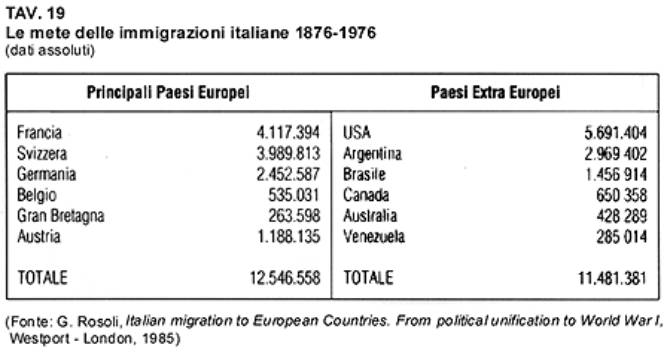 TAV. 19
Le mete delle immigrazioni italiane 1876-1976
(dati assoluti)
Principali Paesi Europei Paesi Extra Europei
Francia 4.117.394 USA 5.691.404
Svizzera 3.989.813 Argentina 2.969 402
Germania 2.452.587 Brasile 1.456 914
Belgio 535.031 Canada 650 358
Gran Bretagna 263.598 Australia 428 289
Austria 1.188.135 Venezuela 285 014
TOTALE 12.546.558 TOTALE 11.481.381
(Fonte: G. Rosoli, Italian migration to European Countries. From political unification to World War I,
Westport - London, 1985)